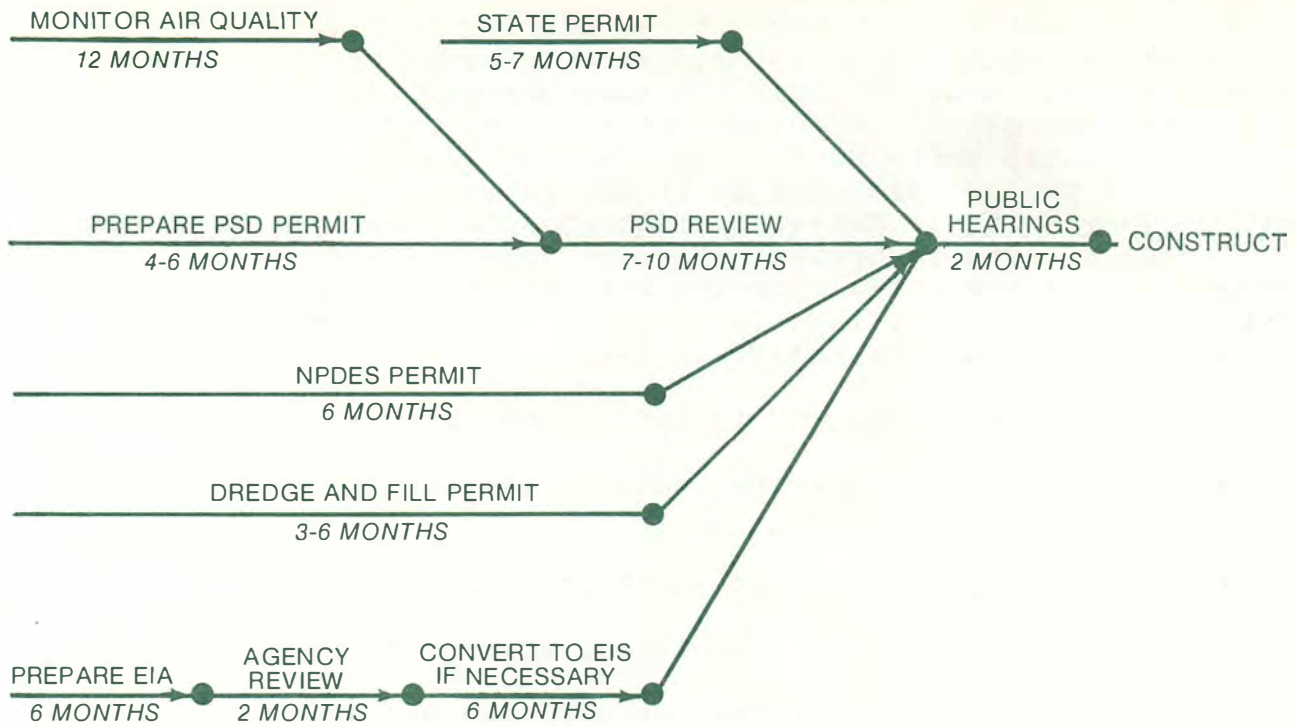 MONITOR AIR QUALITY
12 MONTHS
STATE PERMIT
5-7 MONTHS
PREPARE PSD PERMIT
4-6 MONTHS
PSD REVIEW
7-10 MONTHS
PUBLIC
HEARINGS
2 MONTHS
CONSTRUCT
NPDES PERMIT
6 MONTHS
DREDGE AND FILL PERMIT
3-6 MONTHS
PREPARE EIA
6 MONTHS
AGENCY
REVIEW
2 MONTHS
CONVERT TO EIS
IF NECESSARY
6 MONTHS